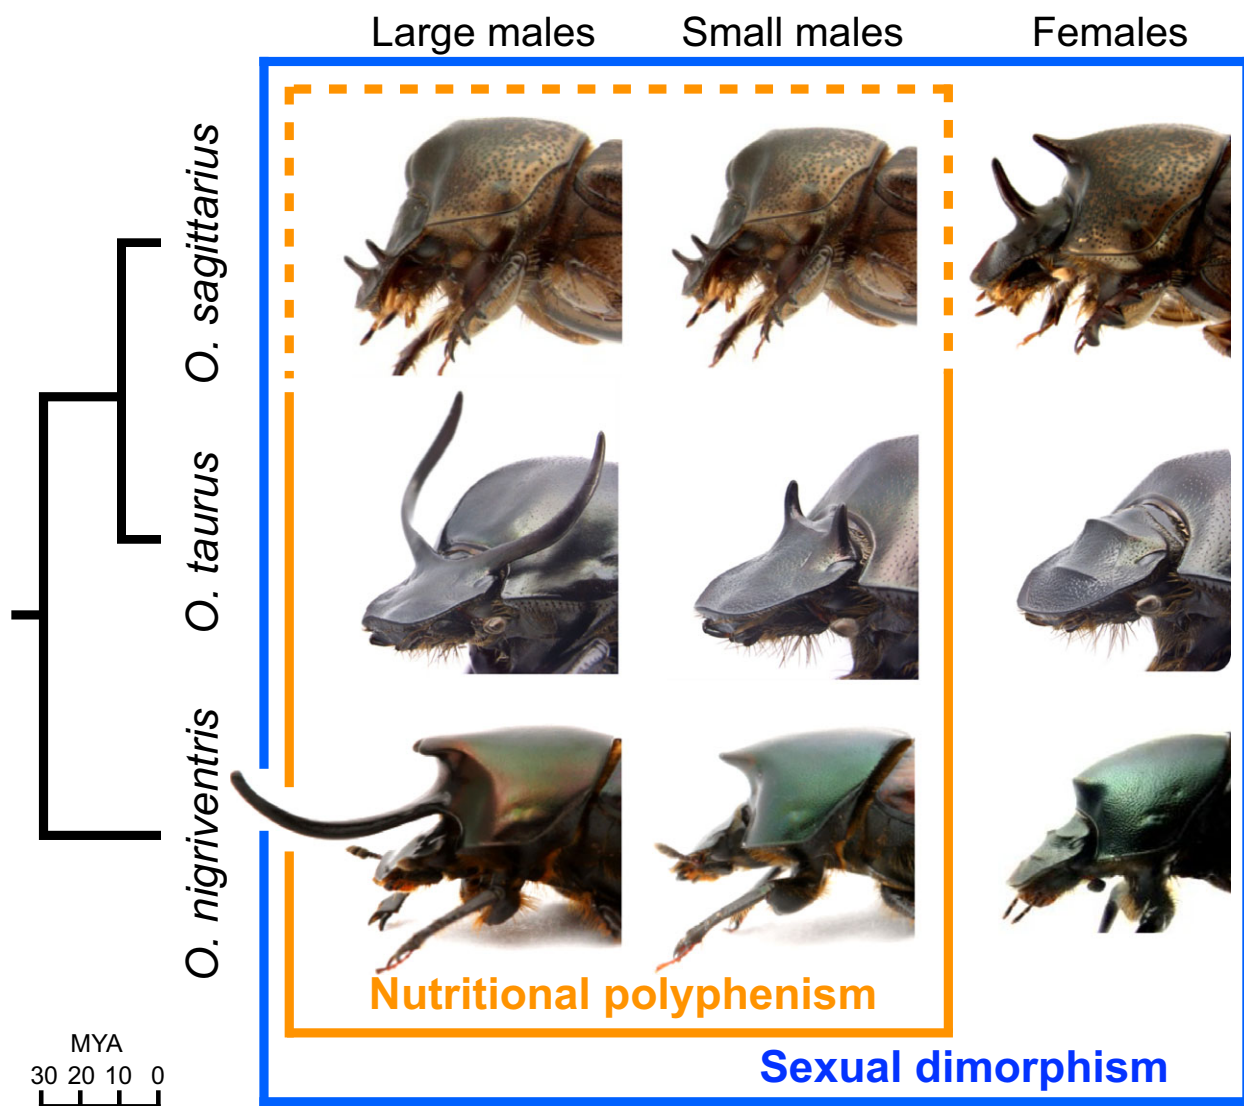 Large males
Small males
Females
O. sagittarius
O. taurus
O. nigriventris
Nutritional polyphenism
Sexual dimorphism
MYA
30 20 10 0